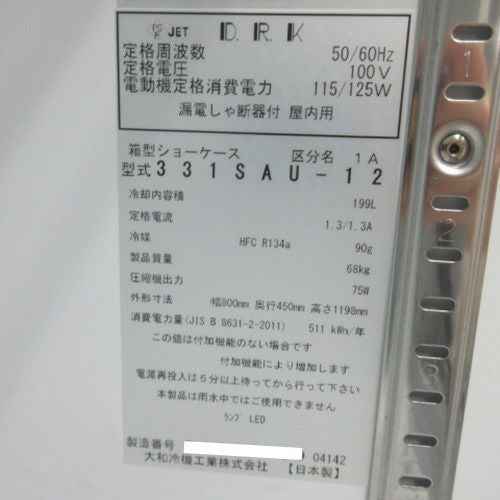 PS E JET D.R.K
定格周波数 50/60Hz
定格電圧 100V
電動機定格消費電力 115/125W
漏電しゃ断器付 屋内用
箱型ショーケース 区分名 1A
型式 331SAU-12
冷却内容積 199L
定格電流 1.3/1.3A
冷媒 HFC R134a 90g
製品質量 68kg
圧縮機出力 75W
外形寸法 幅800mm 奥行450mm 高さ1198mm
消費電力量(JIS B 8631-2-2011) 511 kWh/年
この値は付加機能のない場合です
付加機能により増加します
電源再投入は5分以上待ってから行って下さい
本製品は雨水中ではご使用できません
ﾗﾝﾌﾟ LED
製造番号 04142
大和冷機工業株式会社 【日本製】
1
2
3
4
5
6